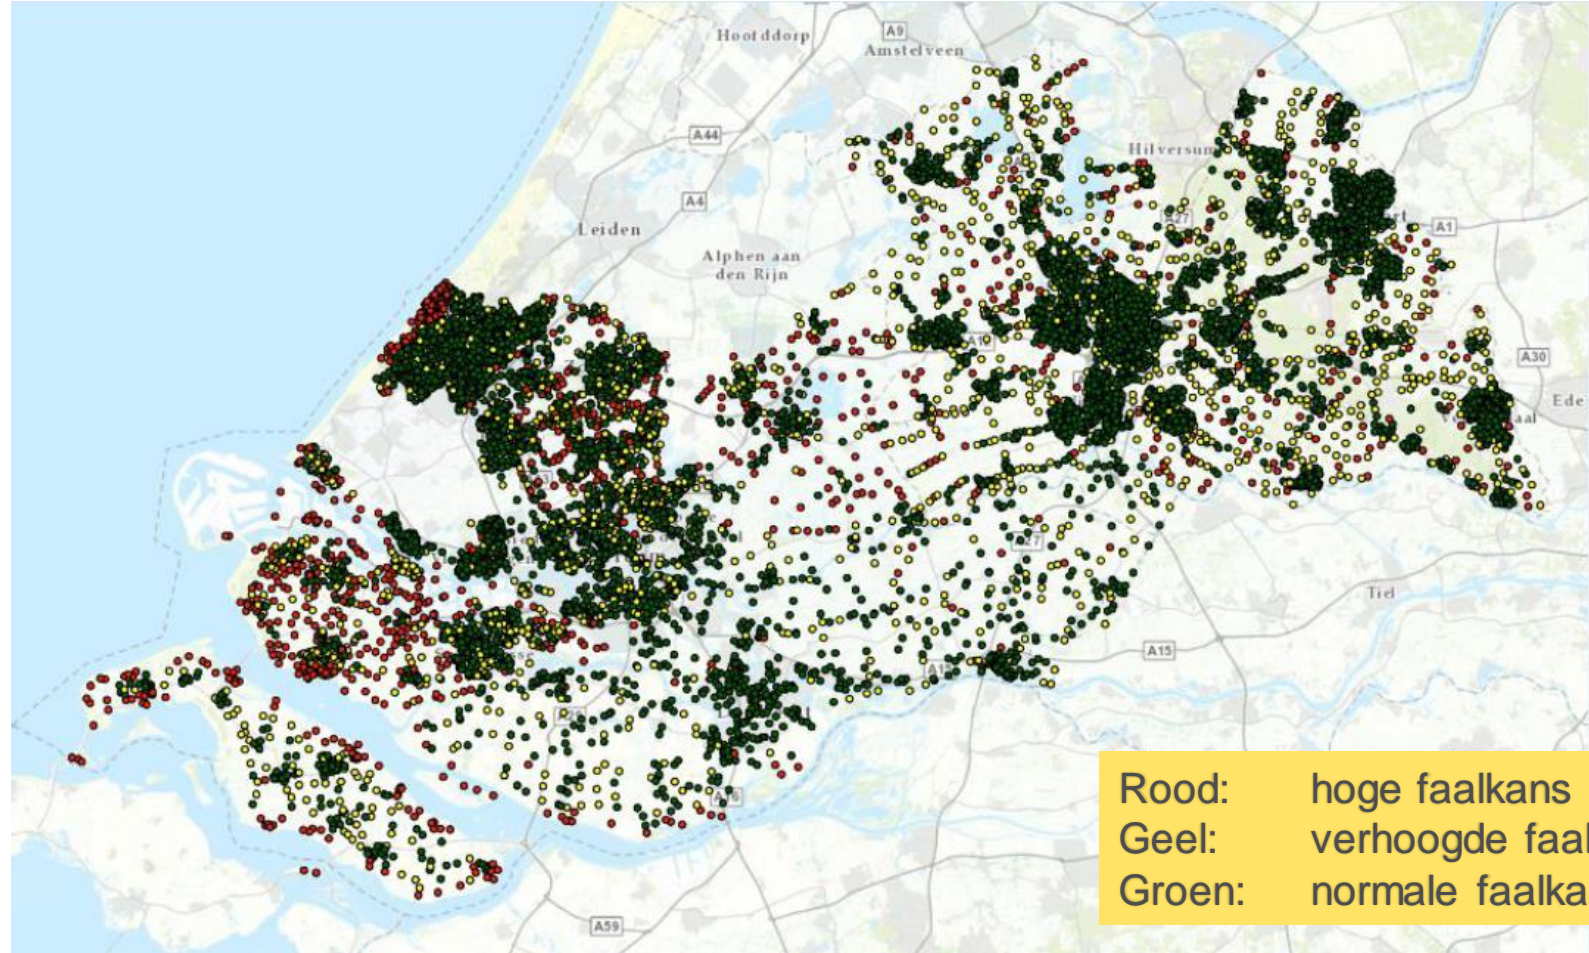 Hoofddorp
A9
Amstelveen
A44
Hilversum
A4
A27
A1
Leiden
Alphen aan
den Rijn
A30
Ede
Tiel
A15
A59
Rood: hoge faalkans
Geel: verhoogde faal
Groen: normale faalka